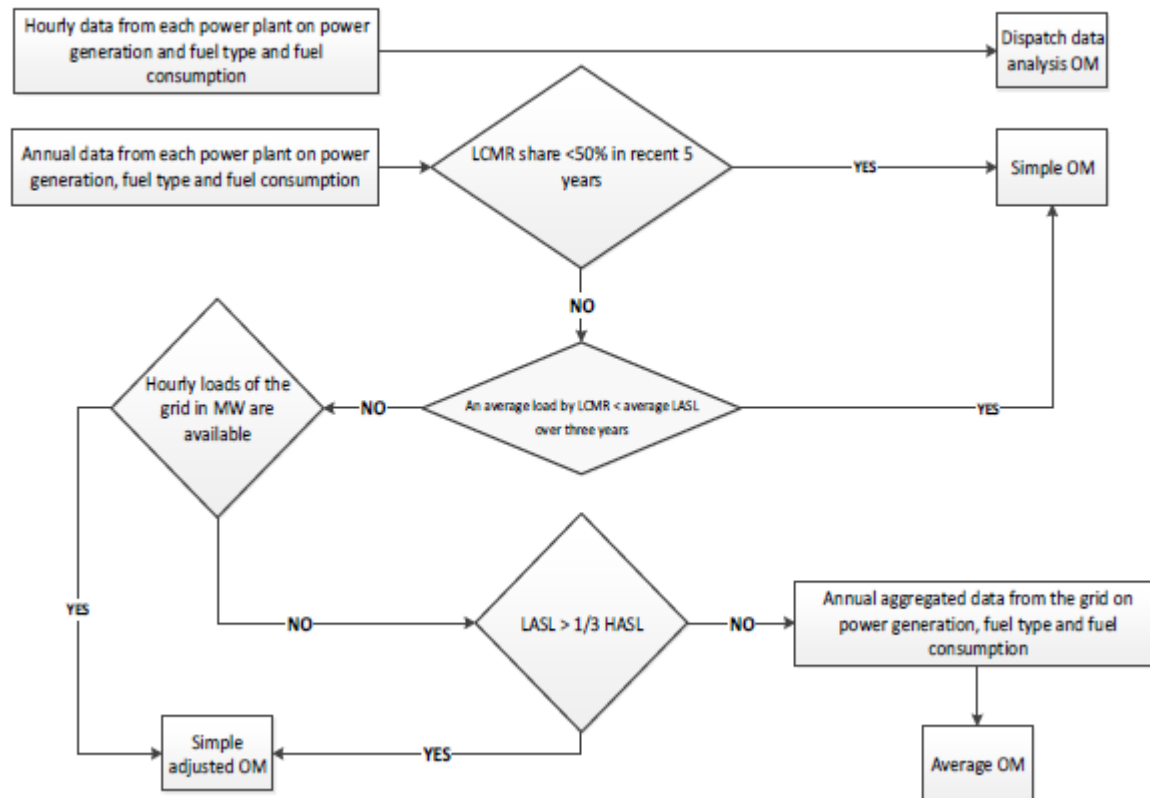 Hourly data from each power plant on power
generation and fuel type and fuel
consumption
Dispatch data
analysis OM
Annual data from each power plant on power
generation, fuel type and fuel consumption
LCMR share <50% in recent 5
years
YES
Simple OM
NO
Hourly loads of the
grid in MW are
available
NO
An average load by LCMR < average LASL
over three years
YES
YES
NO
LASL > 1/3 HASL
NO
Annual aggregated data from the grid on
power generation, fuel type and fuel
consumption
Simple
adjusted OM
YES
Average OM